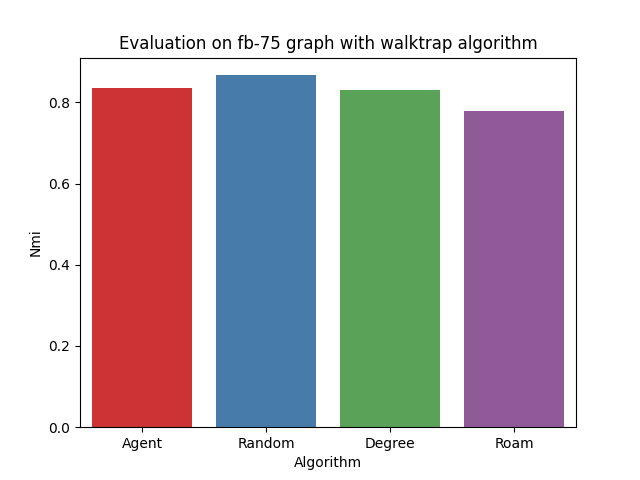 Evaluation on fb-75 graph with walktrap algorithm
0.8
0.6
0.4
0.2
0.0
Nmi
Agent Random Degree Roam
Algorithm